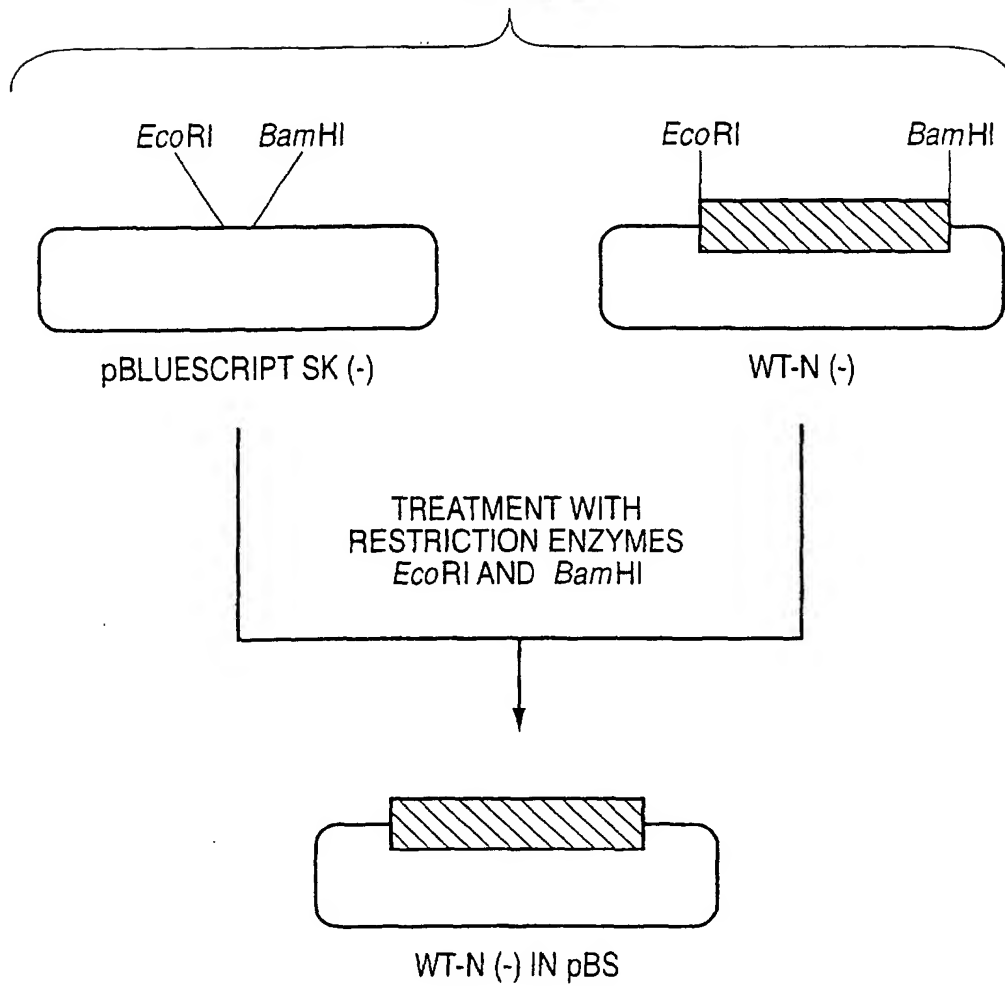 EcoRI BamHI
EcoRI BamHI
pBLUESCRIPT SK (-)
WT-N (-)
TREATMENT WITH
RESTRICTION ENZYMES
EcoRI AND BamHI
WT-N (-) IN pBS